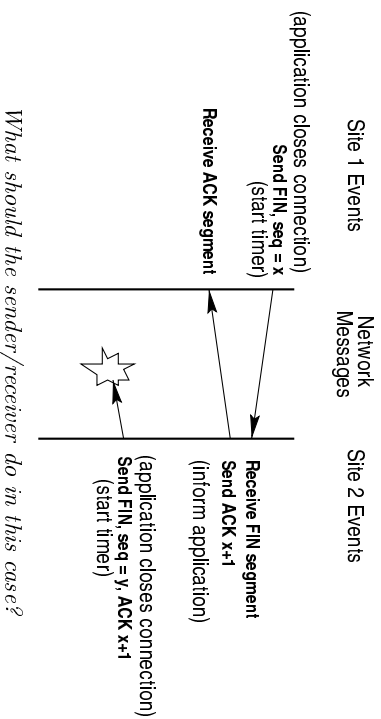 Site 1 Events
Network
Messages
Site 2 Events
(application closes connection)
Send FIN, seq = x
(start timer)
Receive FIN segment
Send ACK x+1
(inform application)
Receive ACK segment
(application closes connection)
Send FIN, seq = y, ACK x+1
(start timer)
What should the sender/receiver do in this case?